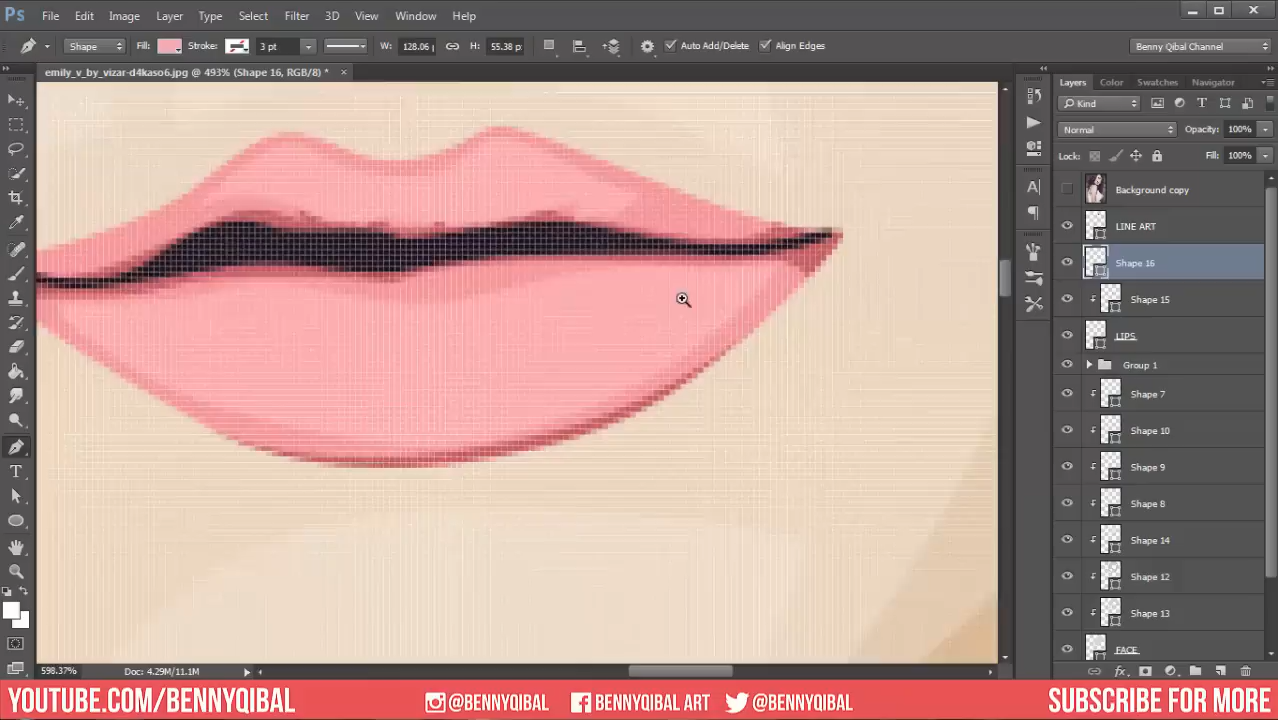 Ps File Edit Image Layer Type Select Filter 3D View Window Help
Shape Fill: Stroke: 3 pt W: 128.06 H: 55.38 p Auto Add/Delete Align Edges Benny Qibal Channel
emily_v_by_vizar-d4kaso6.jpg @ 493% (Shape 16, RGB/8) *
Layers Color Swatches Navigator
Kind
Normal Opacity: 100%
Lock: Fill: 100%
Background copy
LINE ART
Shape 16
Shape 15
LIPS
Group 1
Shape 7
Shape 10
Shape 9
Shape 8
Shape 14
Shape 12
Shape 13
FACE
598.37% Doc: 4.29M/11.1M
YOUTUBE.COM/BENNYQIBAL @BENNYQIBAL BENNYQIBAL ART @BENNYQIBAL SUBSCRIBE FOR MORE